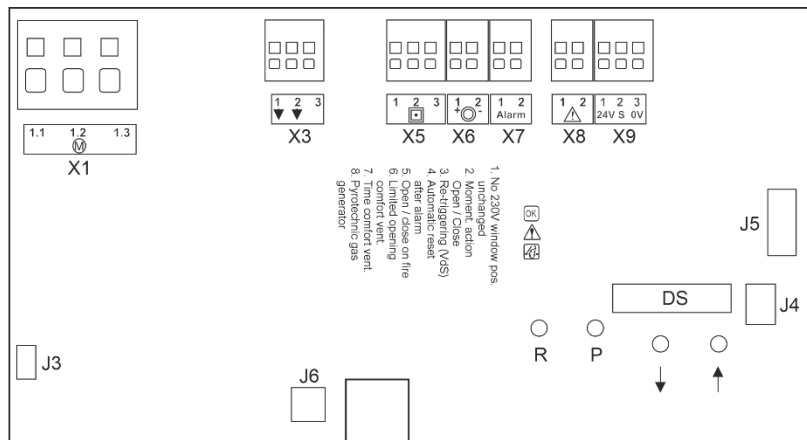 1 2 3
1 2 3
1 2
1 2
1 2
1 2 3
+ -
Alarm
24V S 0V
1.1 1.2 1.3
M
X1
X3
X5
X6
X7
X8
X9
1. No 230V window pos.
unchanged
2. Moment. action
Open / Close
3. Re-triggering (VdS)
4. Automatic reset
5. Open / close on fire
after alarm
6. Limited opening
comfort vent.
7. Time comfort vent.
8. Pyrotechnic gas
generator
OK
J5
DS
J4
R
P
J3
J6